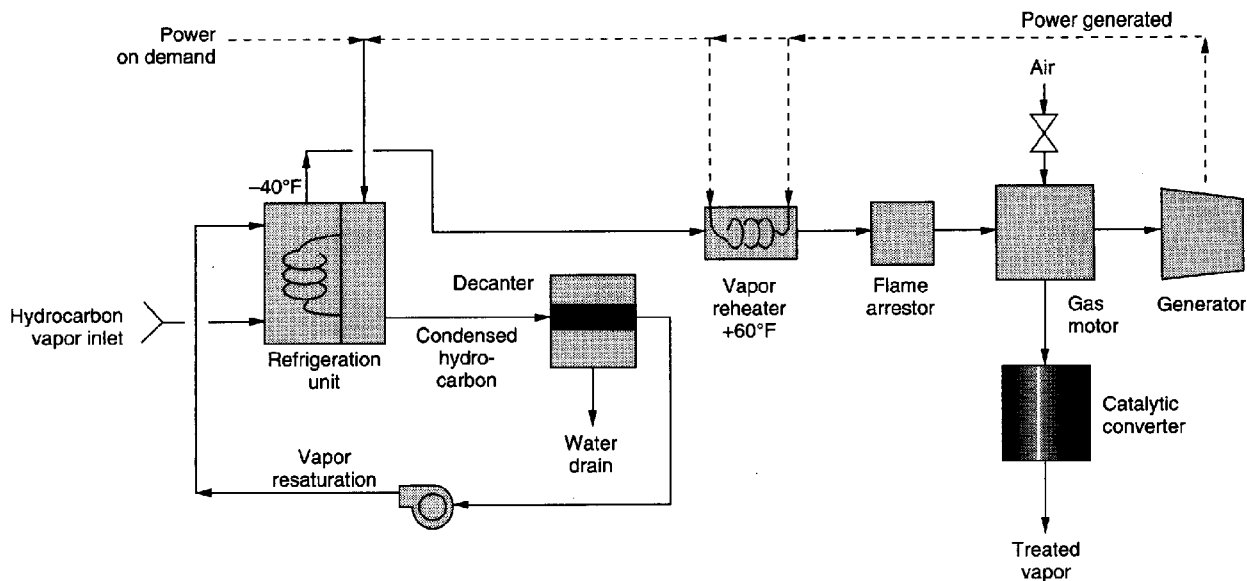 Power
on demand
Power generated
Air
–40°F
Hydrocarbon
vapor inlet
Refrigeration
unit
Decanter
Condensed
hydro-
carbon
Water
drain
Vapor
resaturation
Vapor
reheater
+60°F
Flame
arrestor
Gas
motor
Generator
Catalytic
converter
Treated
vapor